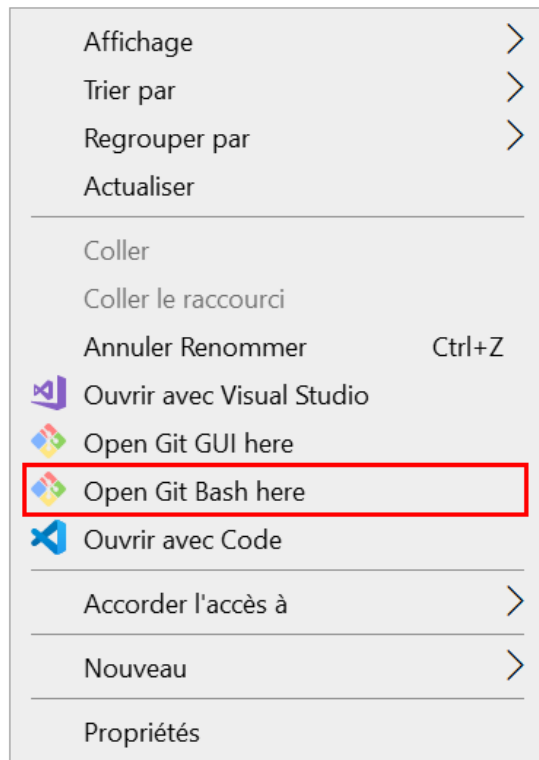 Affichage
Trier par
Regrouper par
Actualiser
Coller
Coller le raccourci
Annuler Renommer Ctrl+Z
Ouvrir avec Visual Studio
Open Git GUI here
Open Git Bash here
Ouvrir avec Code
Accorder l'accès à
Nouveau
Propriétés